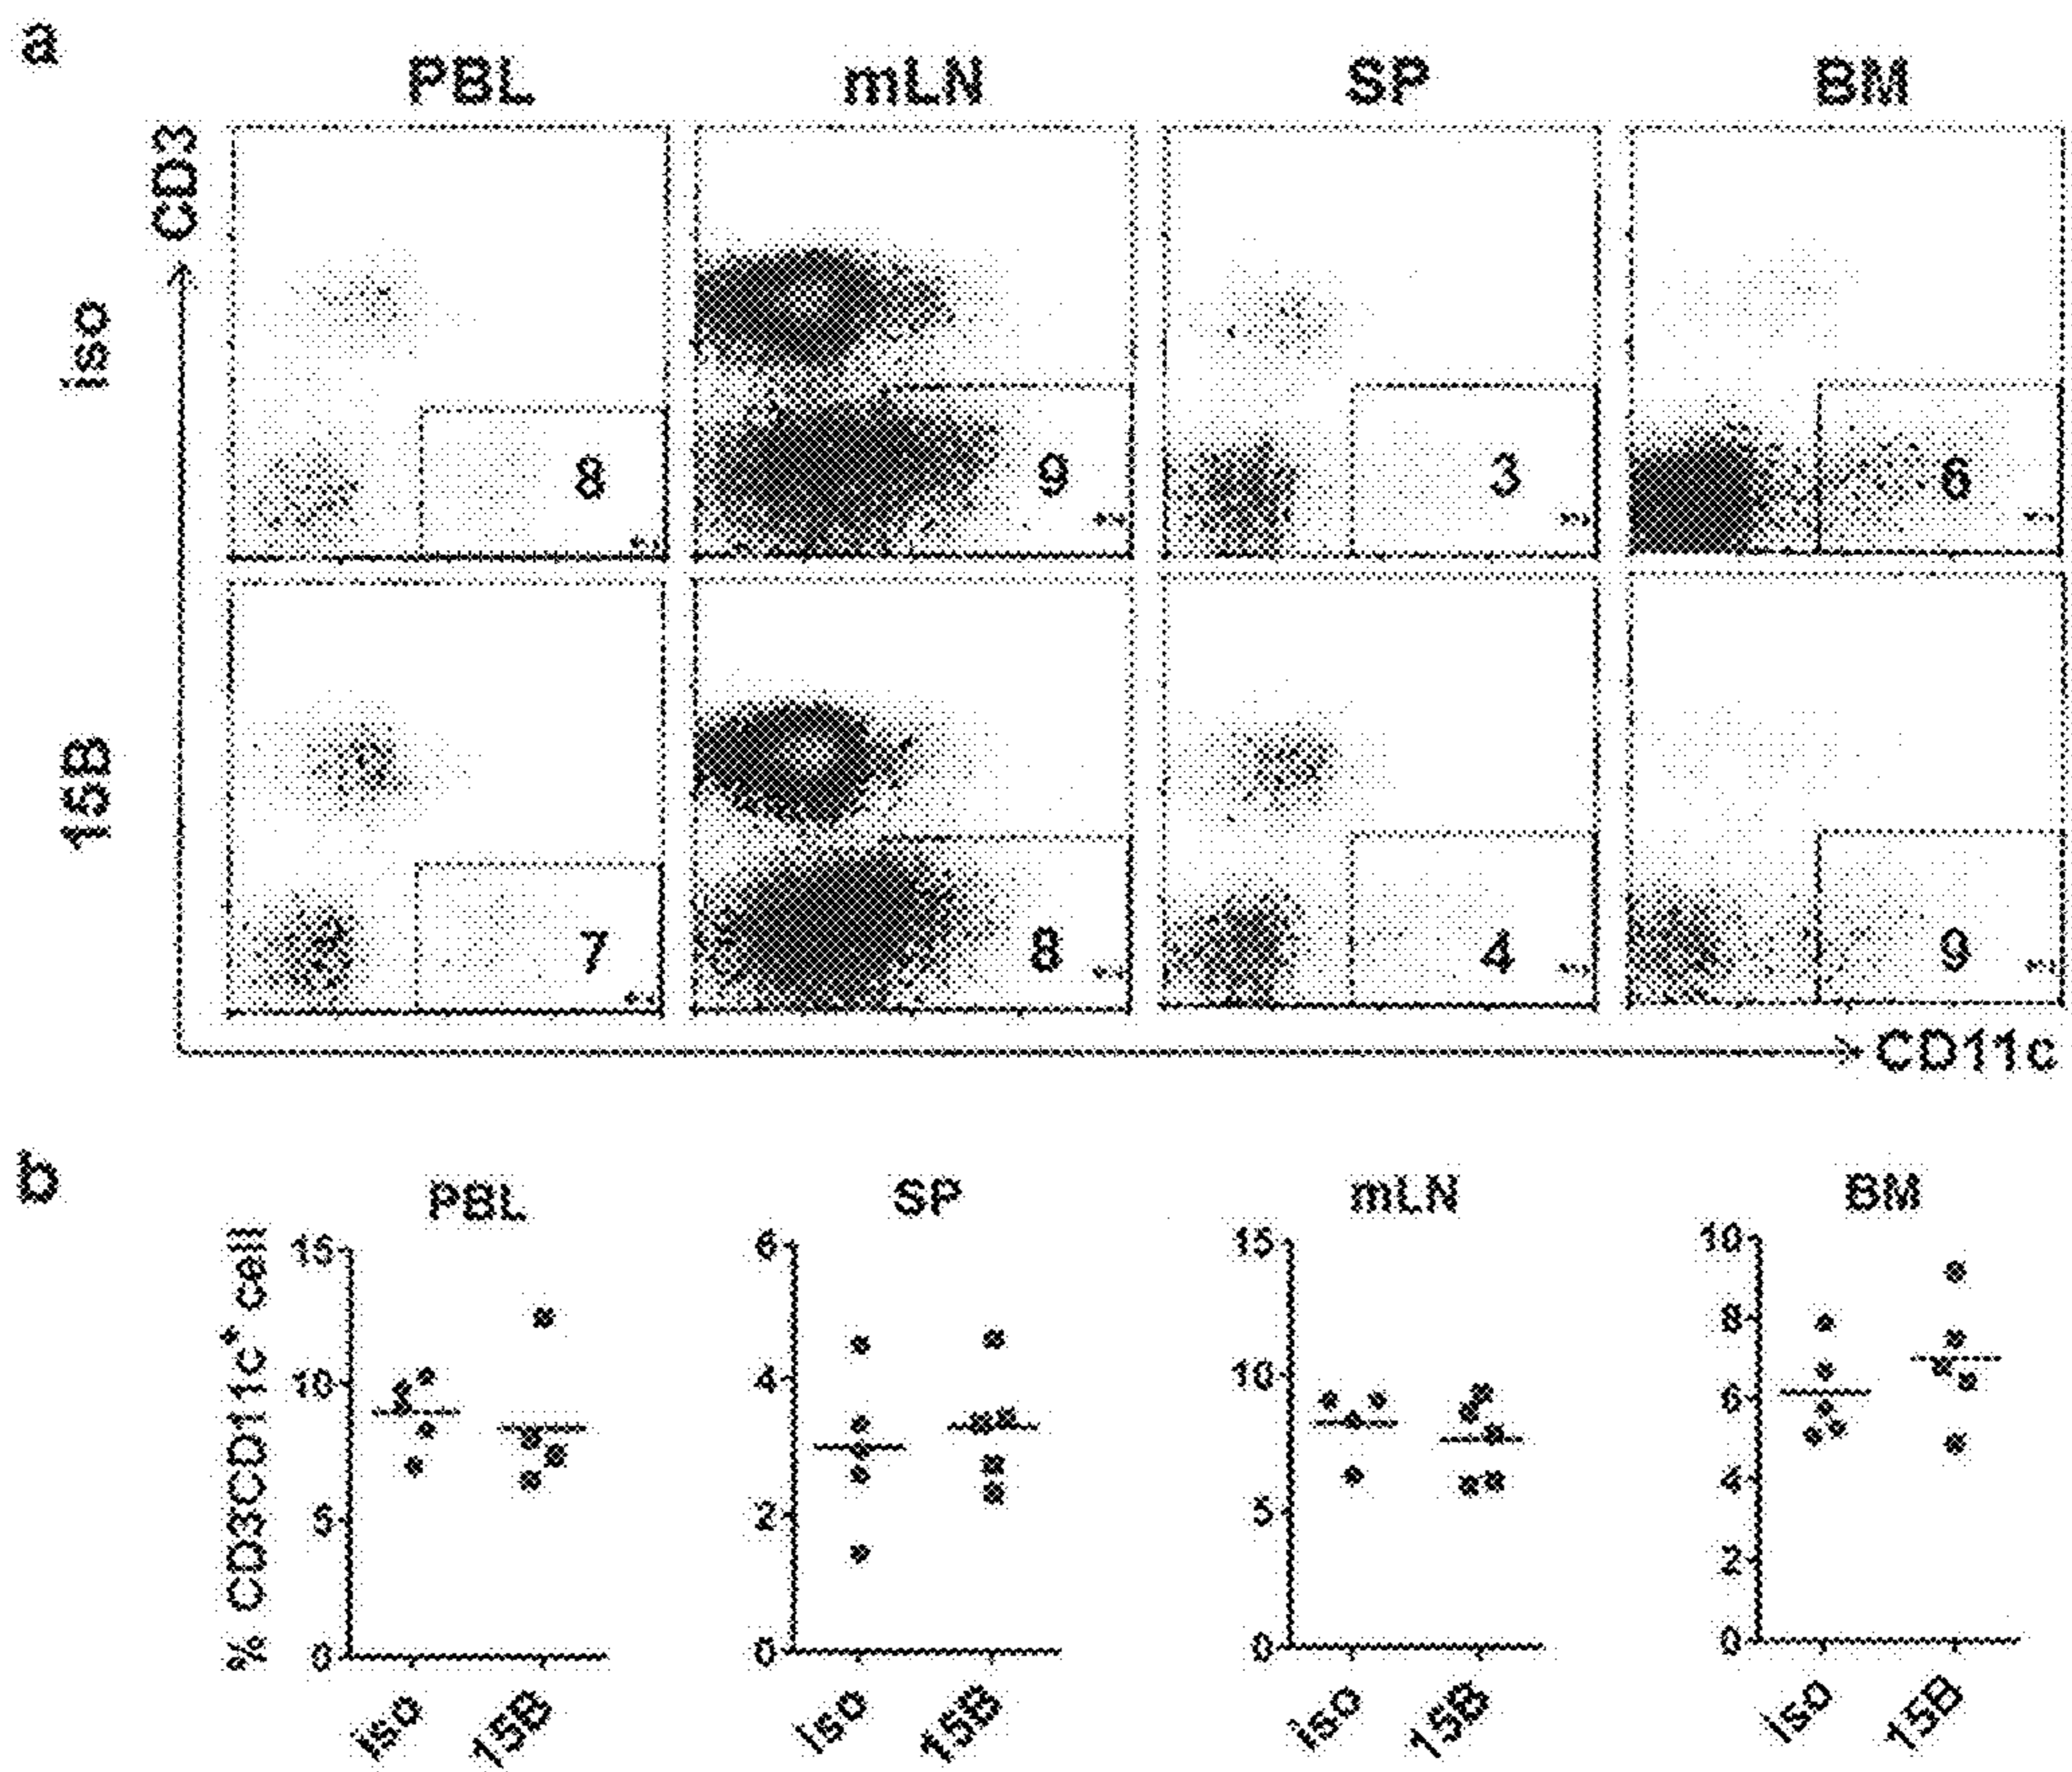 a
PBL mLN SP BM
CD3
iso
8 9 3 6
15B
7 8 4 9
CD11c
b
PBL SP mLN BM
% CD3CD11c⁺ cell
15 10 5 0
6 4 2 0
15 10 5 0
10 8 6 4 2 0
iso 15B iso 15B iso 15B iso 15B